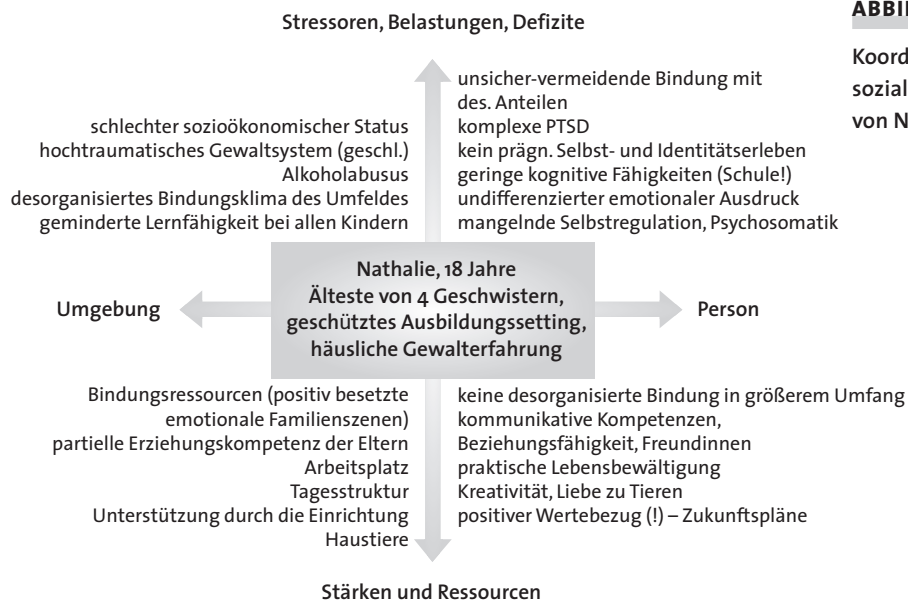 Stressoren, Belastungen, Defizite
schlechter sozioökonomischer Status
hochtraumatisches Gewaltsystem (geschl.)
Alkoholabusus
desorganisiertes Bindungsklima des Umfeldes
geminderte Lernfähigkeit bei allen Kindern
unsicher-vermeidende Bindung mit
des. Anteilen
komplexe PTSD
kein prägn. Selbst- und Identitätserleben
geringe kognitive Fähigkeiten (Schule!)
undifferenzierter emotionaler Ausdruck
mangelnde Selbstregulation, Psychosomatik
Umgebung
Nathalie, 18 Jahre
Älteste von 4 Geschwistern,
geschütztes Ausbildungssetting,
häusliche Gewalterfahrung
Person
Bindungsressourcen (positiv besetzte
emotionale Familienszenen)
partielle Erziehungskompetenz der Eltern
Arbeitsplatz
Tagesstruktur
Unterstützung durch die Einrichtung
Haustiere
keine desorganisierte Bindung in größerem Umfang
kommunikative Kompetenzen,
Beziehungsfähigkeit, Freundinnen
praktische Lebensbewältigung
Kreativität, Liebe zu Tieren
positiver Wertebezug (!) – Zukunftspläne
Stärken und Ressourcen
ABBI
Koord
sozial
von N